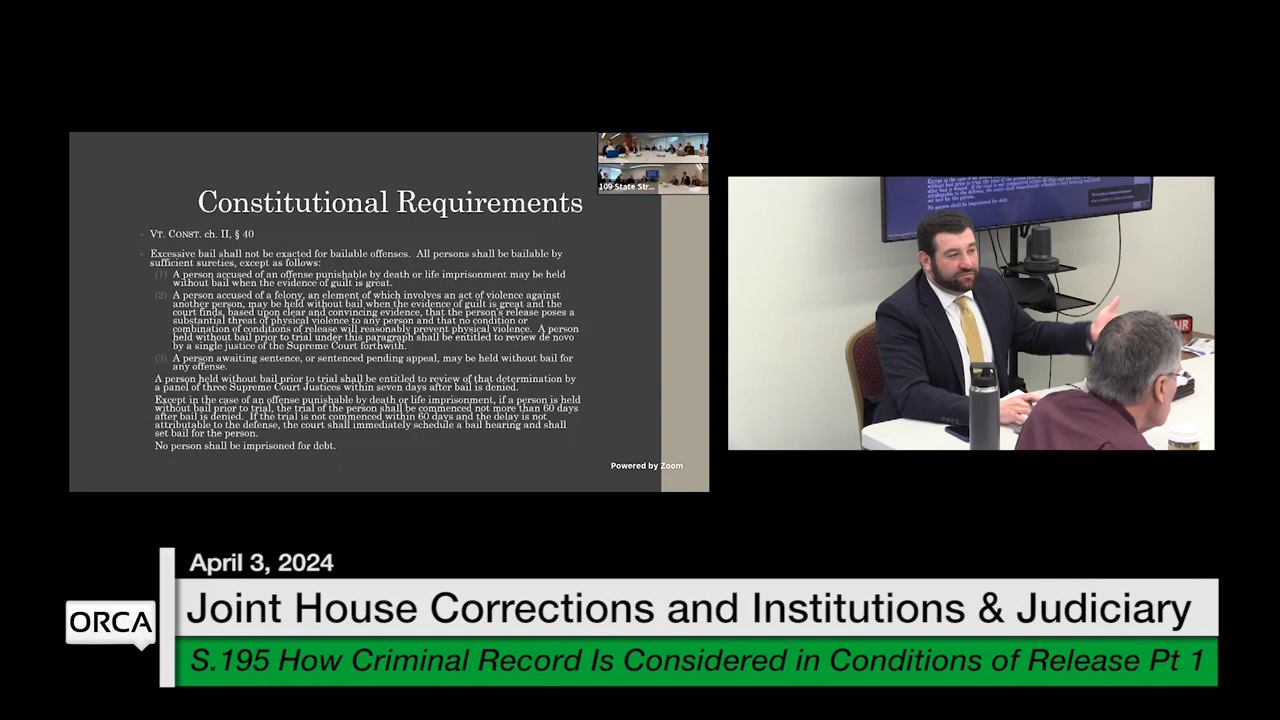 Constitutional Requirements
VT. CONST. ch. II, § 40
Excessive bail shall not be exacted for bailable offenses. All persons shall be bailable by
sufficient sureties, except as follows:
(1) A person accused of an offense punishable by death or life imprisonment may be held
without bail when the evidence of guilt is great.
(2) A person accused of a felony, an element of which involves an act of violence against
another person, may be held without bail when the evidence of guilt is great and the
court finds, based upon clear and convincing evidence, that the person's release poses a
substantial threat of physical violence to any person and that no condition or
combination of conditions of release will reasonably prevent physical violence. A person
held without bail prior to trial under this paragraph shall be entitled to review de novo
by a single justice of the Supreme Court forthwith.
(3) A person awaiting sentence, or sentenced pending appeal, may be held without bail for
any offense.
A person held without bail prior to trial shall be entitled to review of that determination by
a panel of three Supreme Court Justices within seven days after bail is denied.
Except in the case of an offense punishable by death or life imprisonment, if a person is held
without bail prior to trial, the trial of the person shall be commenced not more than 60 days
after bail is denied. If the trial is not commenced within 60 days and the delay is not
attributable to the defense, the court shall immediately schedule a bail hearing and shall
set bail for the person.
No person shall be imprisoned for debt.
109 State Str...
Powered by Zoom
No person shall be imprisoned for debt
AIR
April 3, 2024
ORCA
Joint House Corrections and Institutions & Judiciary
S.195 How Criminal Record Is Considered in Conditions of Release Pt 1